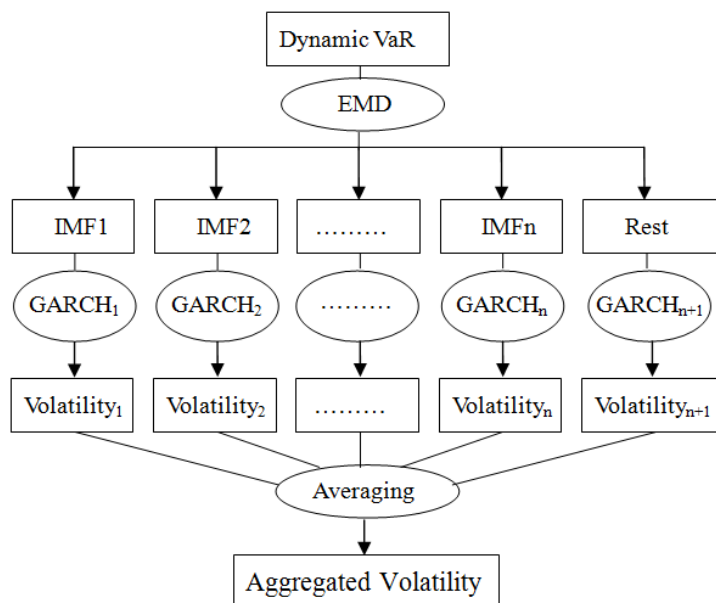 Dynamic VaR
EMD
IMF1 IMF2 ......... IMFn Rest
GARCH₁ GARCH₂ ......... GARCHₙ GARCHₙ₊₁
Volatility₁ Volatility₂ ......... Volatilityₙ Volatilityₙ₊₁
Averaging
Aggregated Volatility